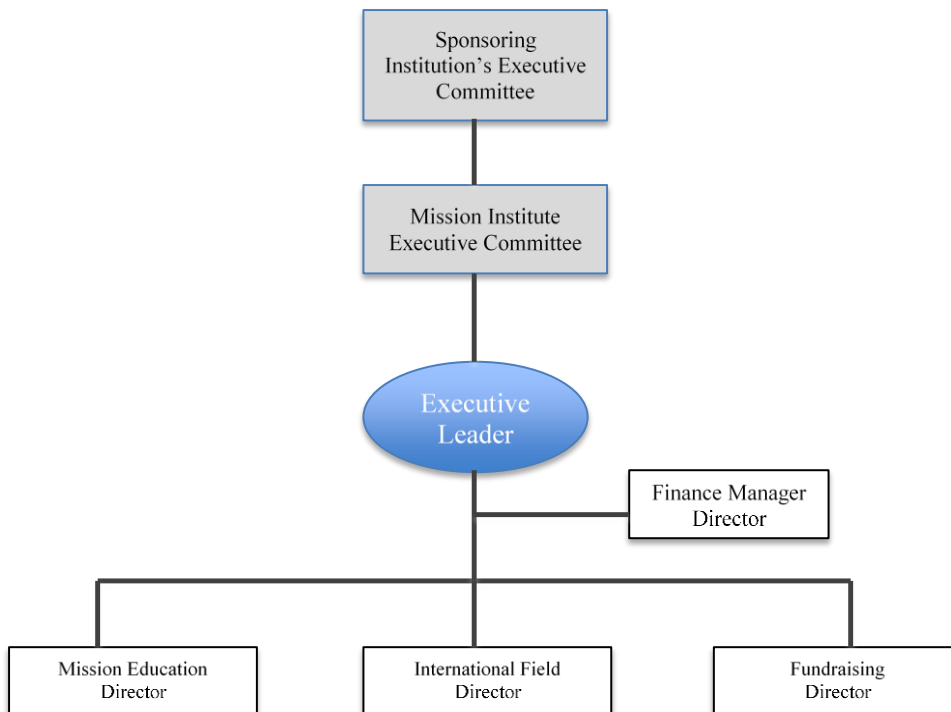 Sponsoring
Institution’s Executive
Committee
Mission Institute
Executive Committee
Executive
Leader
Finance Manager
Director
Mission Education
Director
International Field
Director
Fundraising
Director